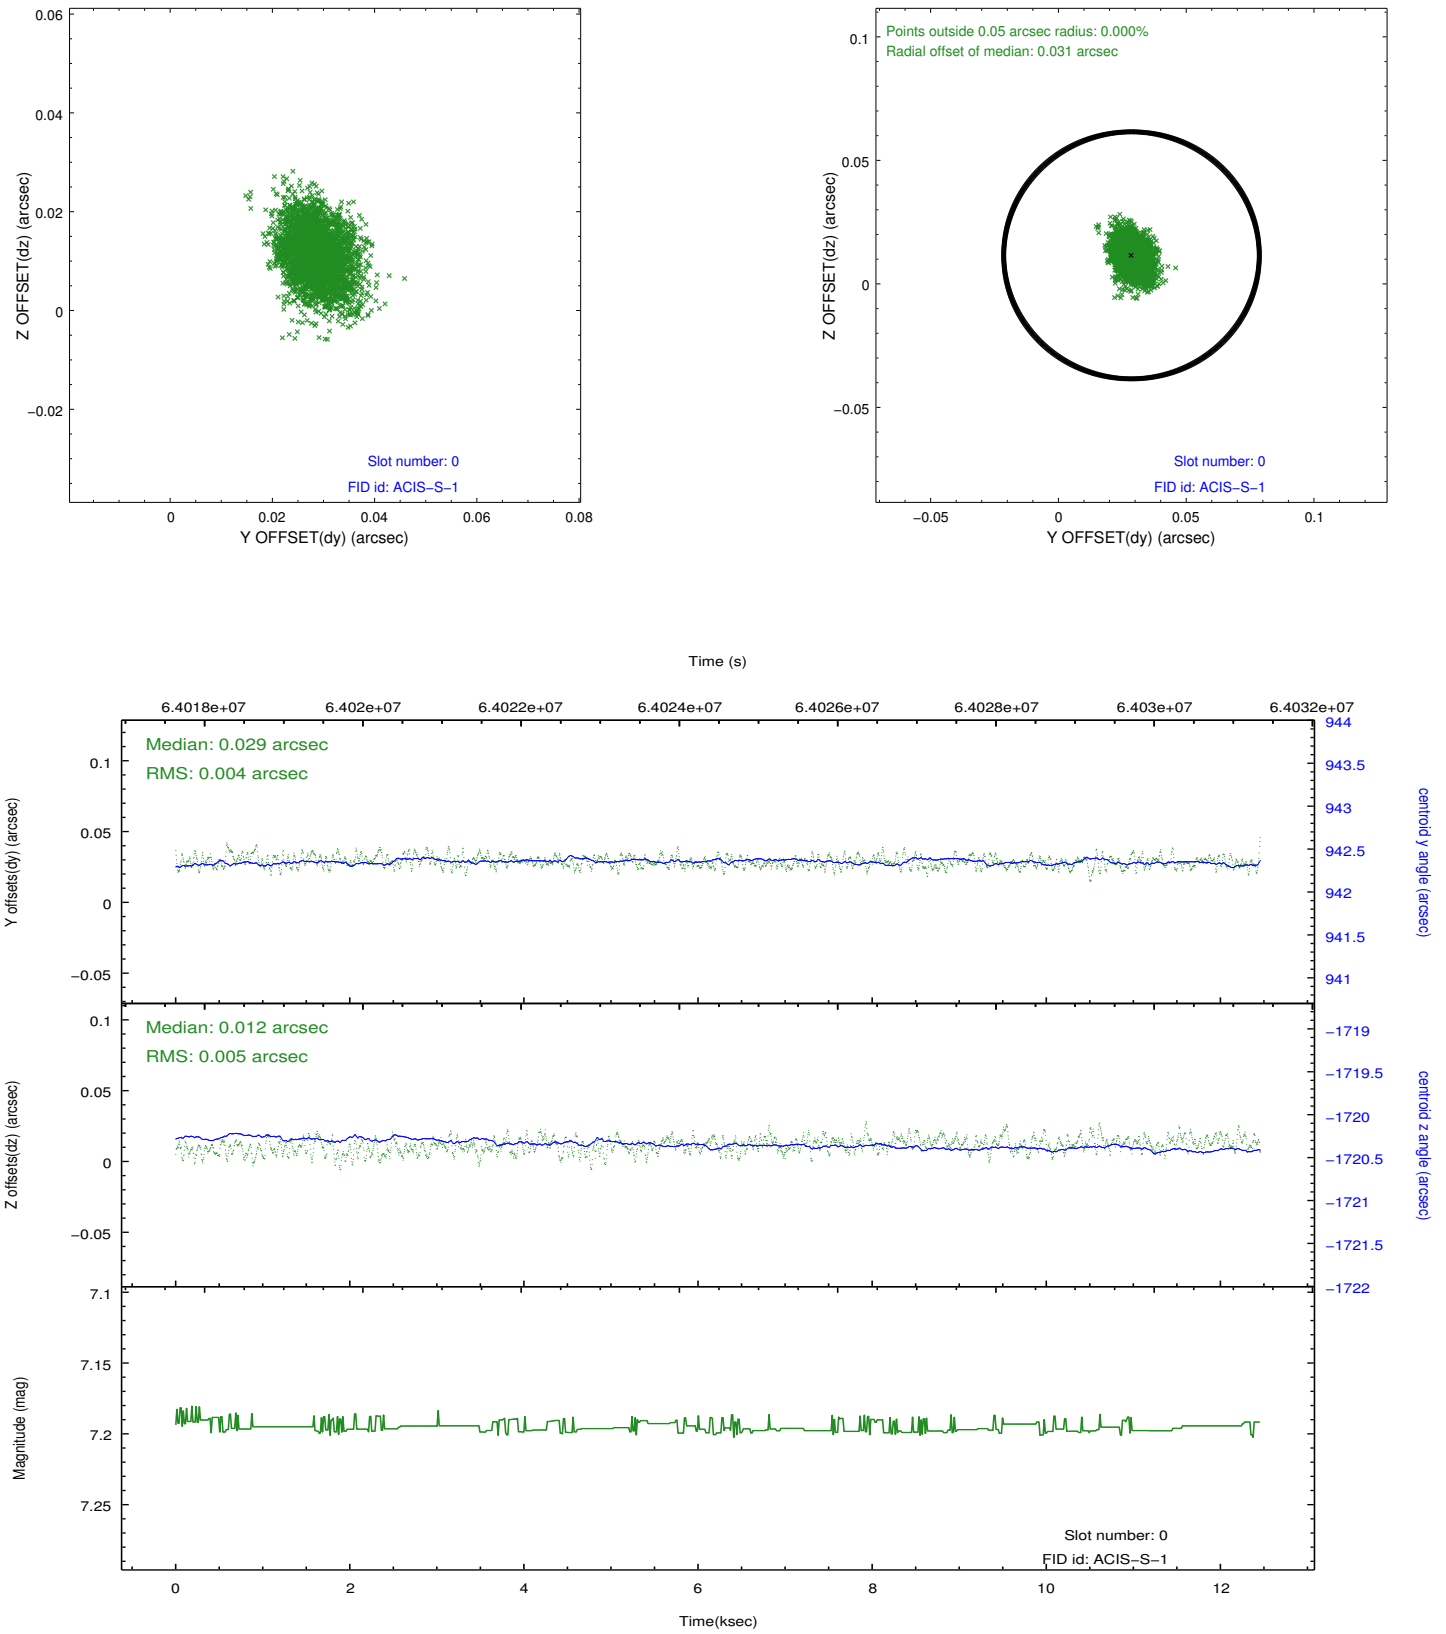 0.06
0.04
0.02
0
−0.02
Z OFFSET(dz) (arcsec)
Slot number: 0
FID id: ACIS−S−1
0 0.02 0.04 0.06 0.08
Y OFFSET(dy) (arcsec)
Points outside 0.05 arcsec radius: 0.000%
Radial offset of median: 0.031 arcsec
0.1
0.05
0
−0.05
Z OFFSET(dz) (arcsec)
Slot number: 0
FID id: ACIS−S−1
−0.05 0 0.05 0.1
Y OFFSET(dy) (arcsec)
Time (s)
6.4018e+07 6.402e+07 6.4022e+07 6.4024e+07 6.4026e+07 6.4028e+07 6.403e+07 6.4032e+07
Median: 0.029 arcsec
RMS: 0.004 arcsec
0.1
0.05
0
−0.05
Y offsets(dy) (arcsec)
944
943.5
943
942.5
942
941.5
941
centroid y angle (arcsec)
Median: 0.012 arcsec
RMS: 0.005 arcsec
0.1
0.05
0
−0.05
Z offsets(dz) (arcsec)
−1719
−1719.5
−1720
−1720.5
−1721
−1721.5
−1722
centroid z angle (arcsec)
7.1
7.15
7.2
7.25
Magnitude (mag)
Slot number: 0
FID id: ACIS−S−1
0 2 4 6 8 10 12
Time(ksec)